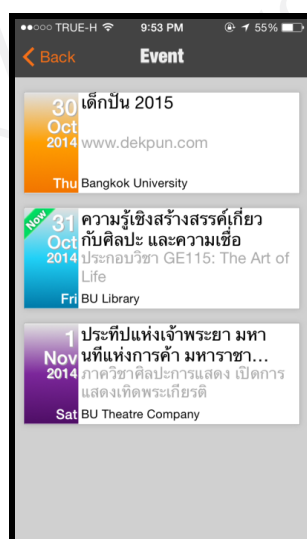 TRUE-H 9:53 PM 55%
Back Event
30 Oct 2014 Thu
เด็กปั้น 2015
www.dekpun.com
Bangkok University
Now
31 Oct 2014 Fri
ความรู้เชิงสร้างสรรค์เกี่ยว
กับศิลปะ และความเชื่อ
ประกอบวิชา GE115: The Art of
Life
BU Library
1 Nov 2014 Sat
ประทีปแห่งเจ้าพระยา มหา
นทีแห่งการค้า มหาราชา...
ภาควิชาศิลปะการแสดง เปิดการ
แสดงเทิดพระเกียรติ
BU Theatre Company